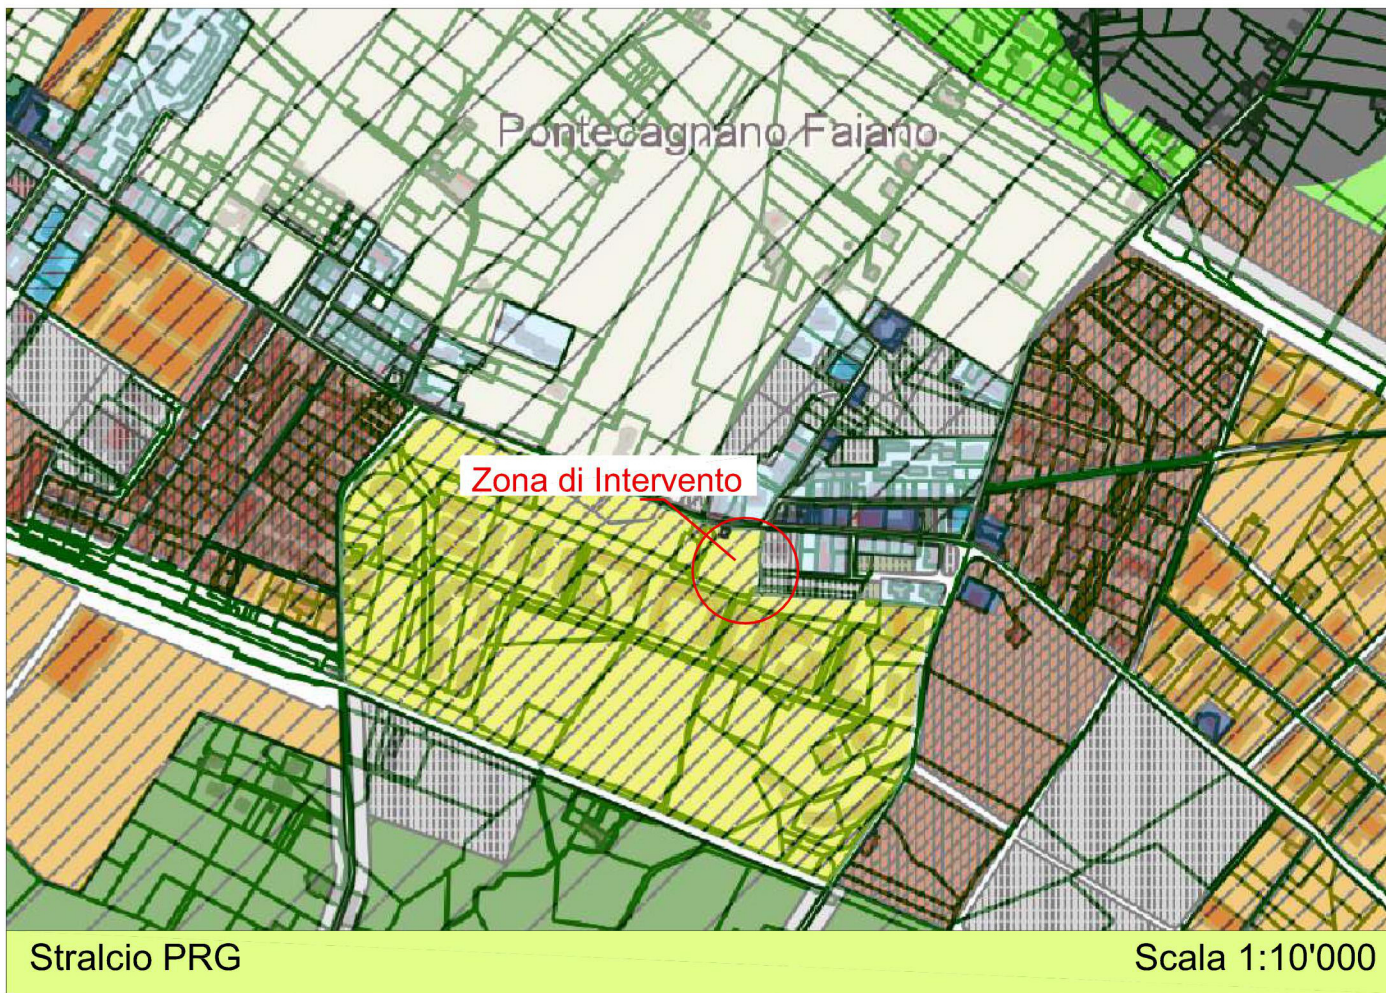 Pontecagnano Faiano
Zona di Intervento
Stralcio PRG
Scala 1:10'000